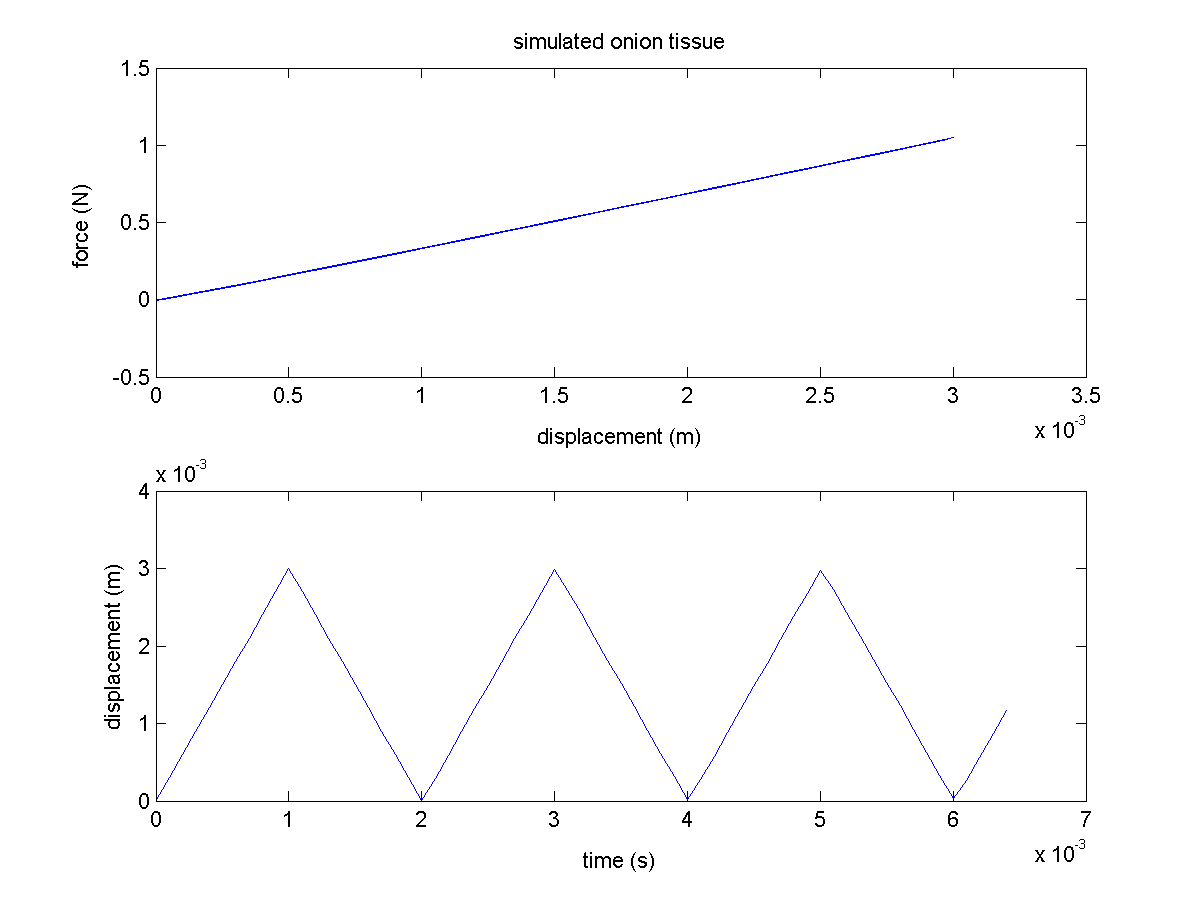 simulated onion tissue
1.5
1
0.5
0
-0.5
force (N)
0 0.5 1 1.5 2 2.5 3 3.5
x 10-3
displacement (m)
x 10-3
4
3
2
1
0
displacement (m)
0 1 2 3 4 5 6 7
x 10-3
time (s)